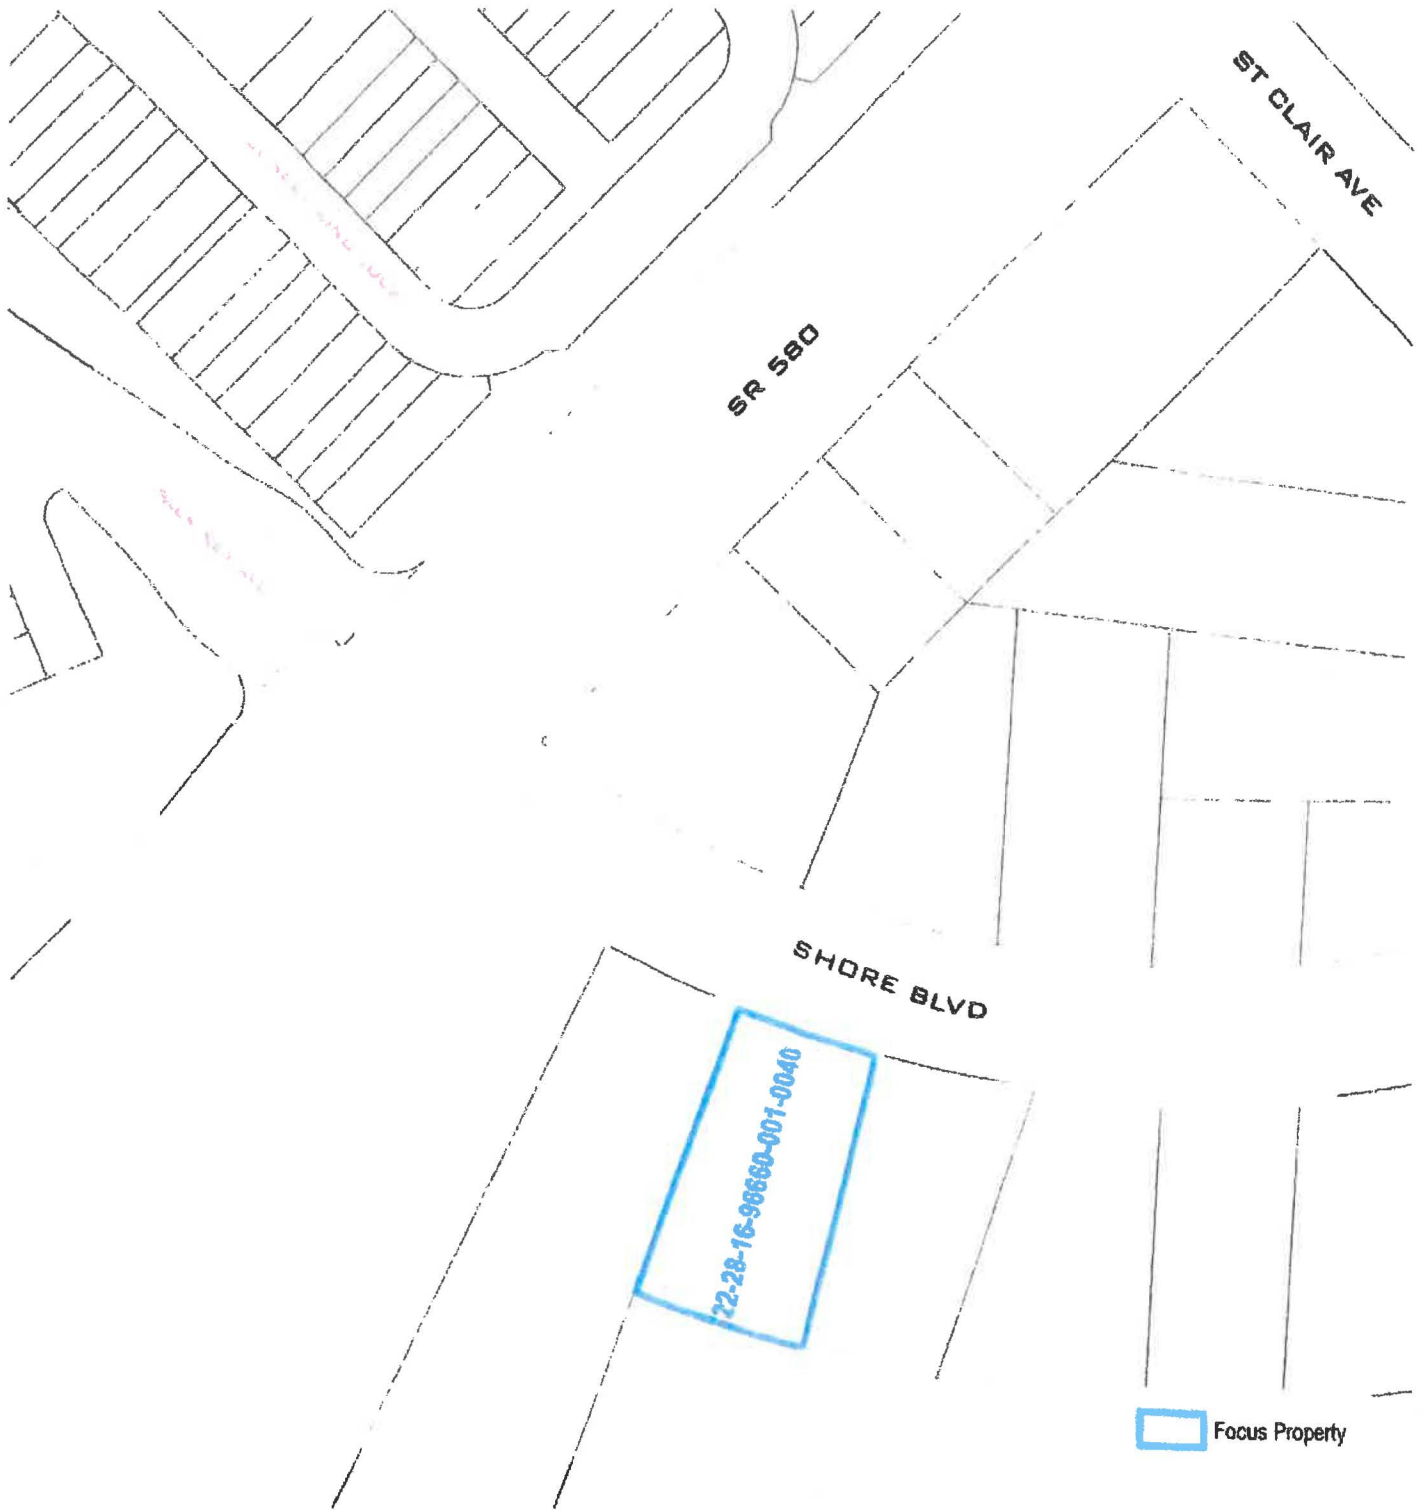 ST CLAIR AVE
SR 580
SHORE BLVD
22-28-16-98660-001-0040
Focus Property